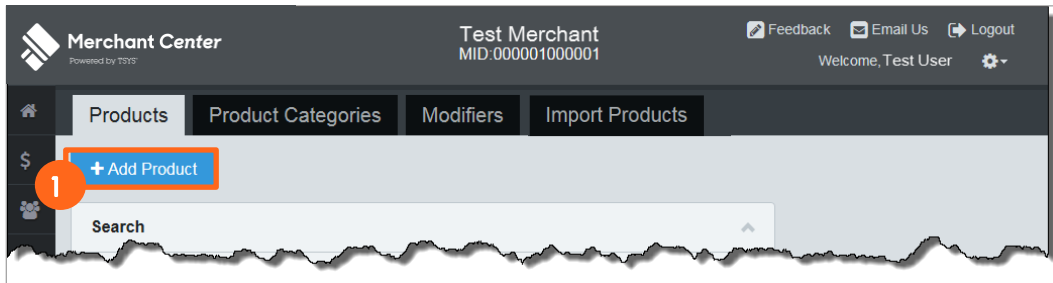 Merchant Center
Powered by TSYS®
Test Merchant
MID:000001000001
Feedback Email Us Logout
Welcome,Test User
Products Product Categories Modifiers Import Products
$
+ Add Product
1
Search